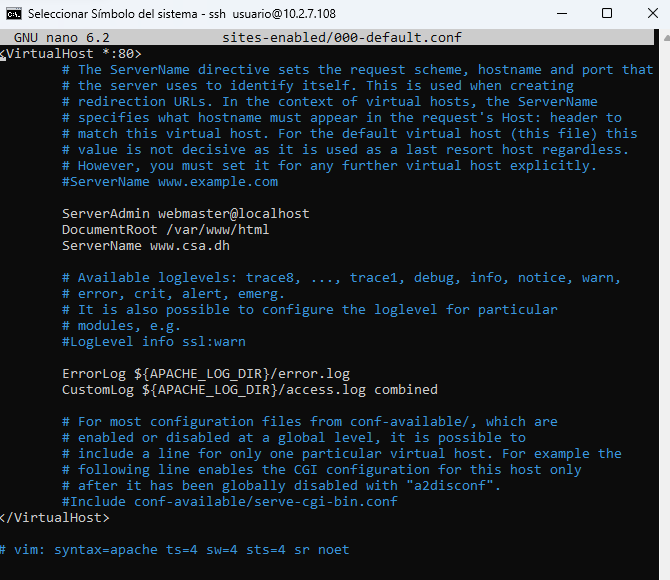 Seleccionar Símbolo del sistema - ssh usuario@10.2.7.108
GNU nano 6.2 sites-enabled/000-default.conf
<VirtualHost *:80>
# The ServerName directive sets the request scheme, hostname and port that
# the server uses to identify itself. This is used when creating
# redirection URLs. In the context of virtual hosts, the ServerName
# specifies what hostname must appear in the request's Host: header to
# match this virtual host. For the default virtual host (this file) this
# value is not decisive as it is used as a last resort host regardless.
# However, you must set it for any further virtual host explicitly.
#ServerName www.example.com
ServerAdmin webmaster@localhost
DocumentRoot /var/www/html
ServerName www.csa.dh
# Available loglevels: trace8, ..., trace1, debug, info, notice, warn,
# error, crit, alert, emerg.
# It is also possible to configure the loglevel for particular
# modules, e.g.
#LogLevel info ssl:warn
ErrorLog ${APACHE_LOG_DIR}/error.log
CustomLog ${APACHE_LOG_DIR}/access.log combined
# For most configuration files from conf-available/, which are
# enabled or disabled at a global level, it is possible to
# include a line for only one particular virtual host. For example the
# following line enables the CGI configuration for this host only
# after it has been globally disabled with "a2disconf".
#Include conf-available/serve-cgi-bin.conf
</VirtualHost>
# vim: syntax=apache ts=4 sw=4 sts=4 sr noet